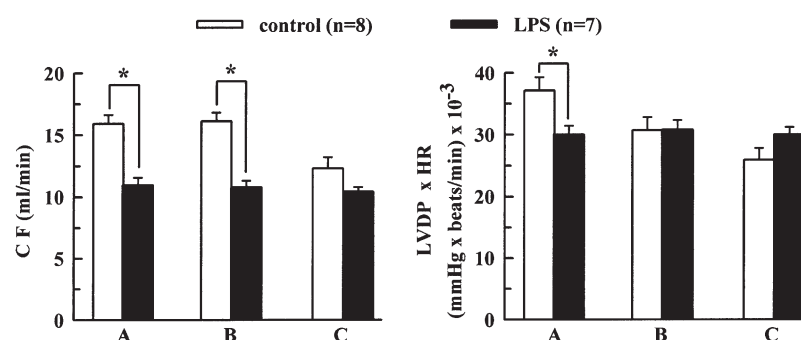 control (n=8)
LPS (n=7)
C F (ml/min)
20
15
10
5
0
*
*
A
B
C
LVDP x HR
(mmHg x beats/min) x 10⁻³
40
30
20
10
0
*
A
B
C